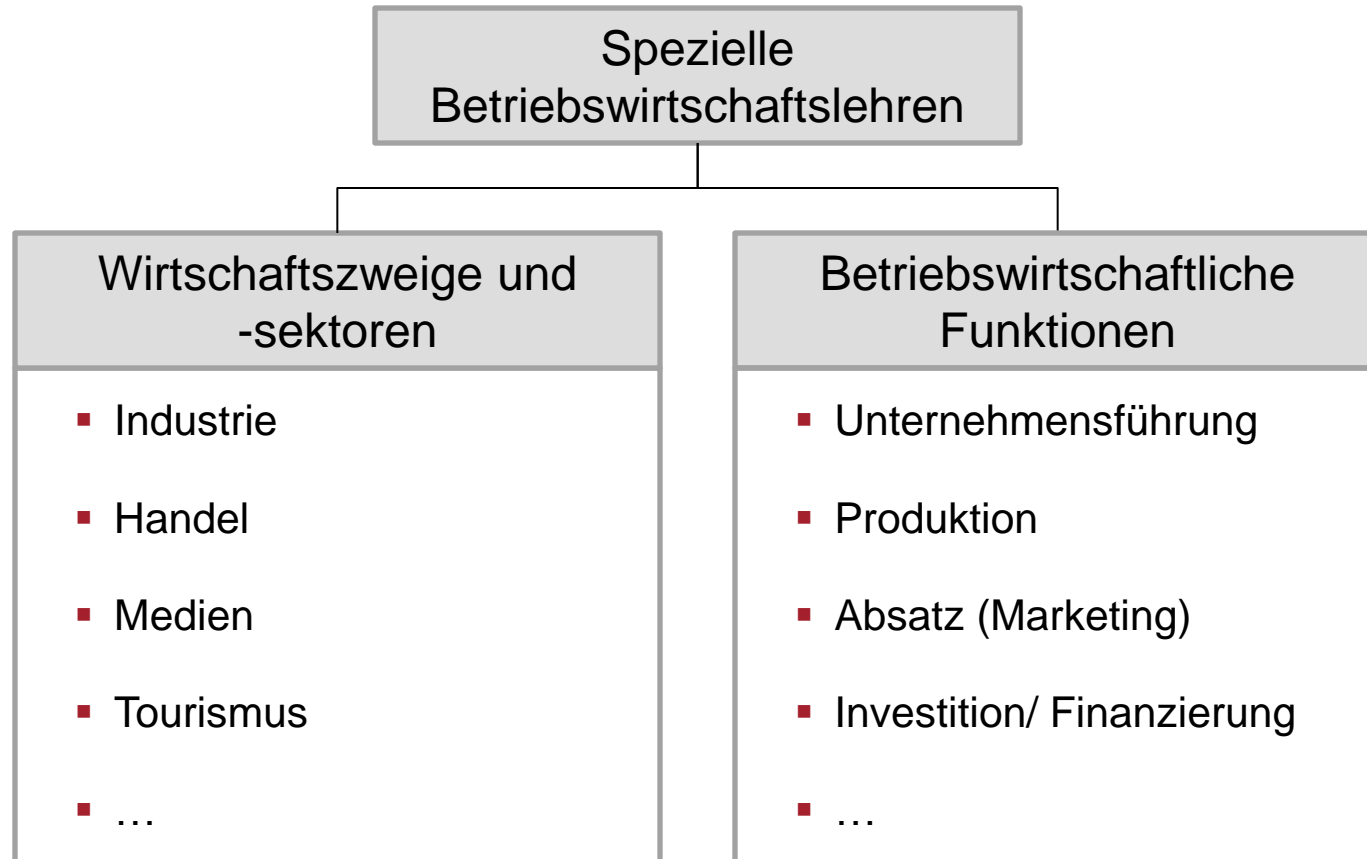 Spezielle
Betriebswirtschaftslehren
Wirtschaftszweige und
-sektoren
▪ Industrie
▪ Handel
▪ Medien
▪ Tourismus
▪ …
Betriebswirtschaftliche
Funktionen
▪ Unternehmensführung
▪ Produktion
▪ Absatz (Marketing)
▪ Investition/ Finanzierung
▪ …